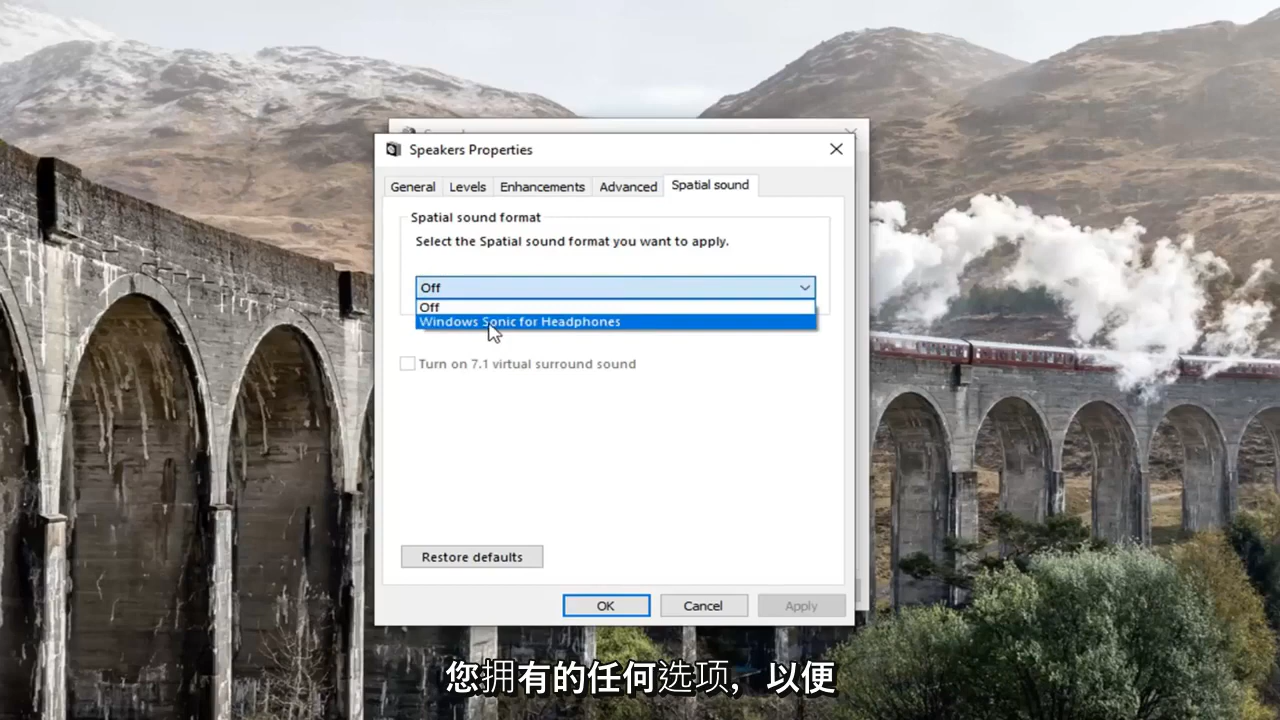 Speakers Properties
General Levels Enhancements Advanced Spatial sound
Spatial sound format
Select the Spatial sound format you want to apply.
Off
Off
Windows Sonic for Headphones
Turn on 7.1 virtual surround sound
Restore defaults
OK Cancel Apply
您拥有的任何选项，以便